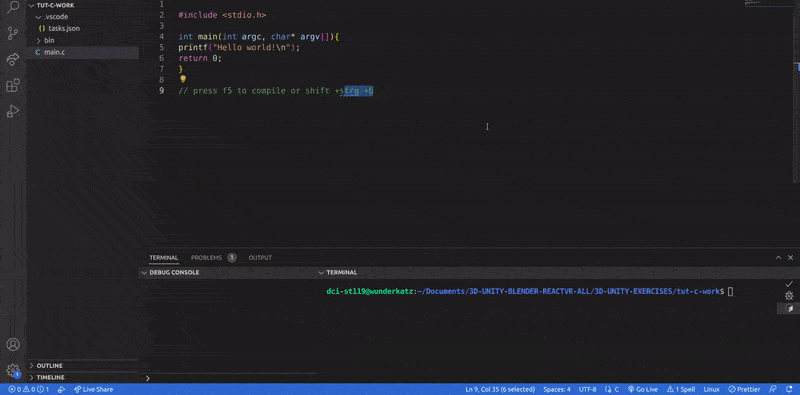 TUT-C-WORK
.vscode
tasks.json
bin
C main.c
OUTLINE
TIMELINE
1
2 #include <stdio.h>
3
4 int main(int argc, char* argv[]){
5 printf("Hello world!\n");
6 return 0;
7 }
8
9 // press f5 to compile or shift +strg +b
TERMINAL PROBLEMS 1 OUTPUT
DEBUG CONSOLE
TERMINAL
dci-stl19@wunderkatz:~/Documents/3D-UNITY-BLENDER-REACTVR-ALL/3D-UNITY-EXERCISES/tut-c-work$
1
0 0 1 Live Share Ln 9, Col 35 (6 selected) Spaces: 4 UTF-8 C Go Live 1 Spell Linux Prettier